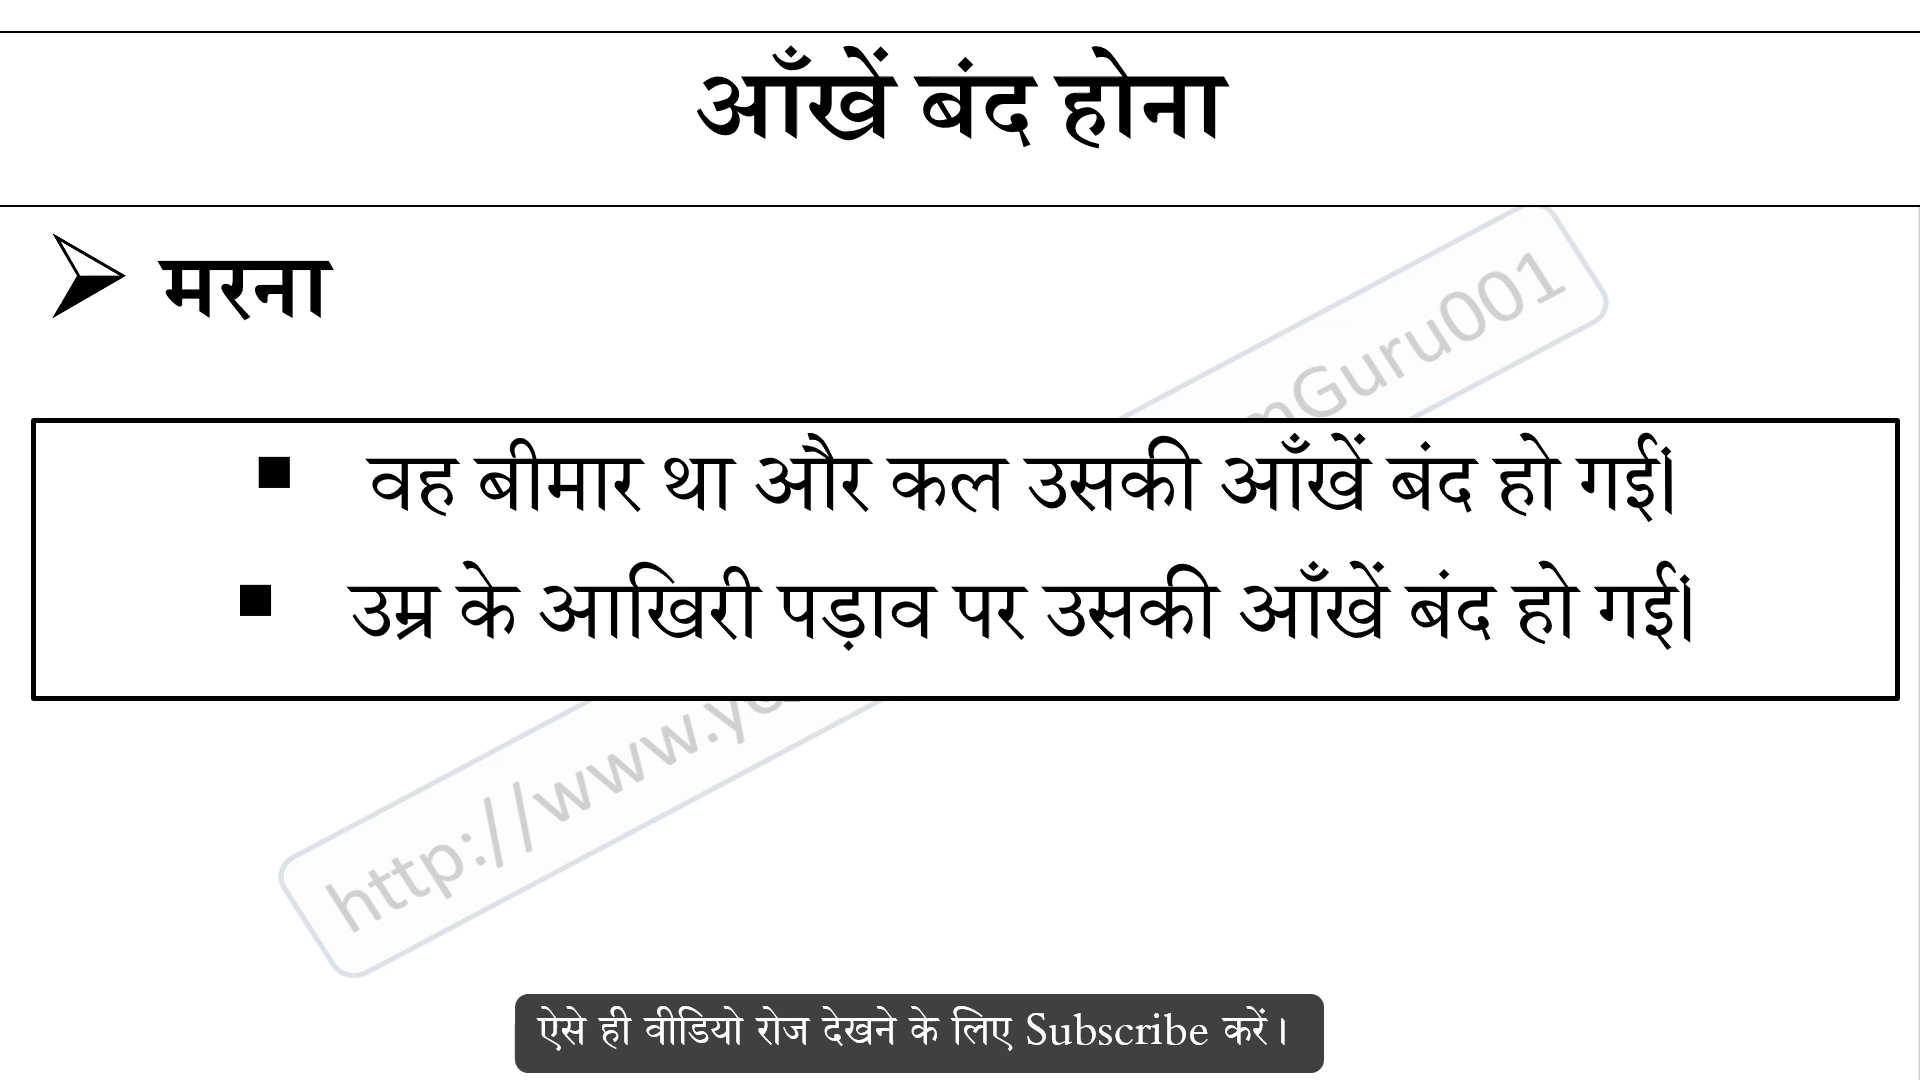 आँखें बंद होना
मरना
वह बीमार था और कल उसकी आँखें बंद हो गईं।
उम्र के आखिरी पड़ाव पर उसकी आँखें बंद हो गईं।
ऐसे ही वीडियो रोज देखने के लिए Subscribe करें।